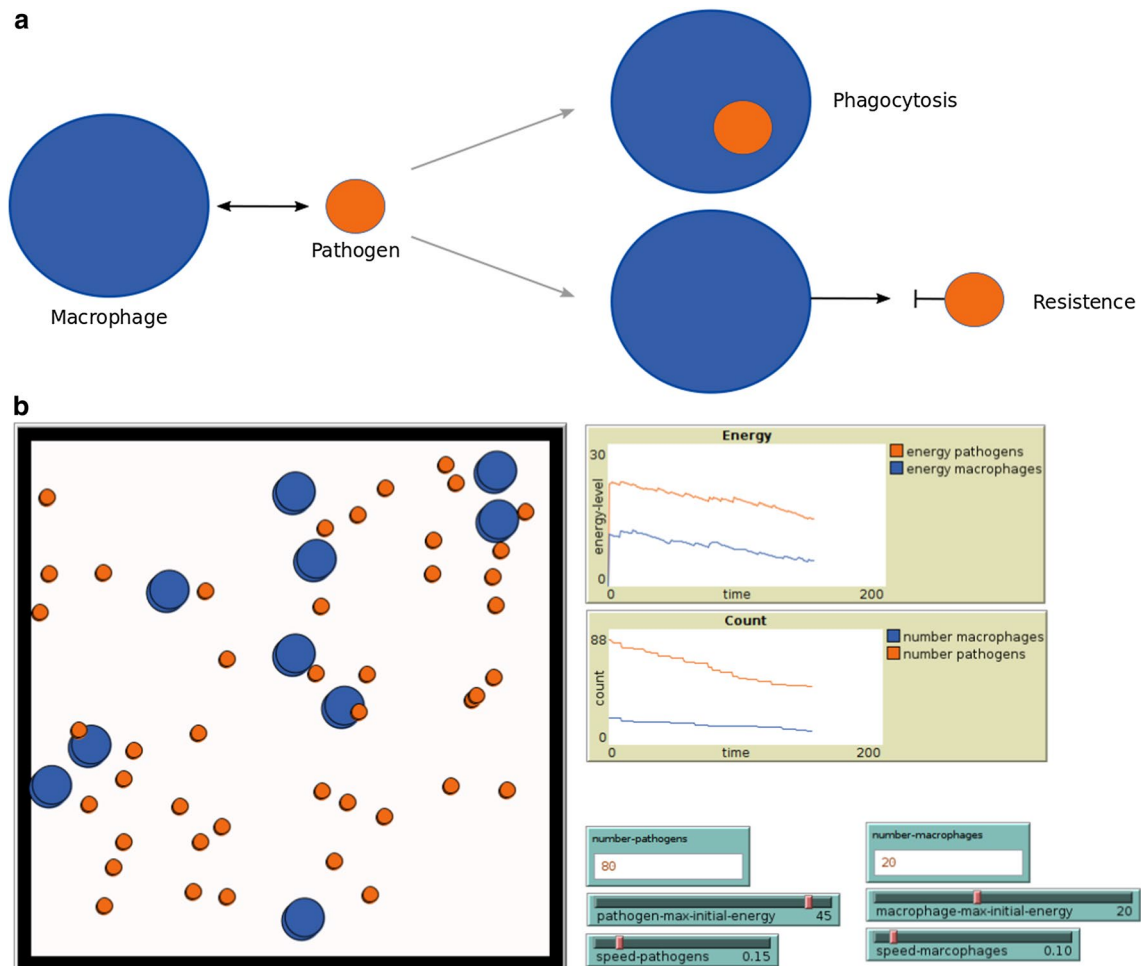 a
Phagocytosis
Macrophage
Pathogen
Resistence
b
Energy
30
energy-level
0
0
time
200
energy pathogens
energy macrophages
Count
88
count
0
0
time
200
number macrophages
number pathogens
number-pathogens
80
pathogen-max-initial-energy 45
speed-pathogens 0.15
number-macrophages
20
macrophage-max-initial-energy 20
speed-marcophages 0.10